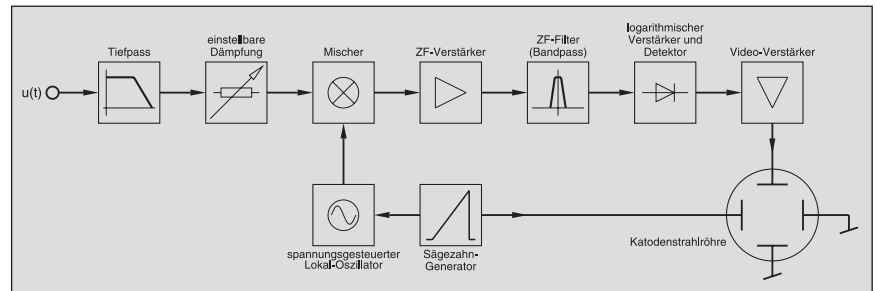 Tiefpass
einstellbare
Dämpfung
Mischer
ZF-Verstärker
ZF-Filter
(Bandpass)
logarithmischer
Verstärker und
Detektor
Video-Verstärker
u(t)
spannungsgesteuerter
Lokal-Oszillator
Sägezahn-
Generator
Katodenstrahlröhre